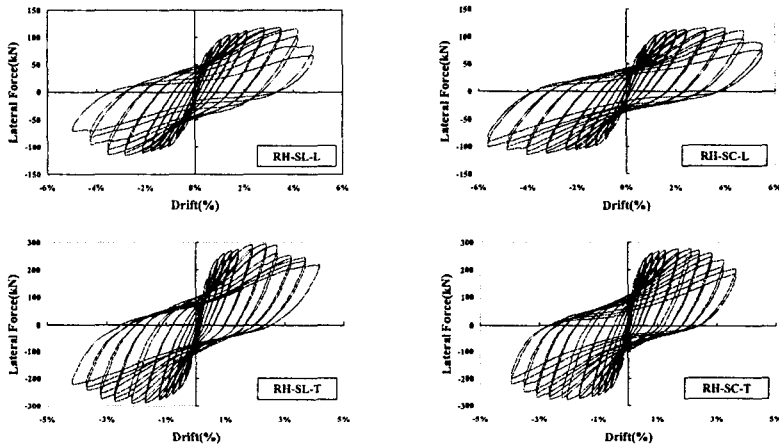 150
100
50
0
-50
-100
-150
Lateral Force(kN)
RH-SL-L
-6% -4% -2% 0% 2% 4% 6%
Drift(%)
150
100
50
0
-50
-100
-150
Lateral Force(kN)
RH-SC-L
-6% -4% -2% 0% 2% 4% 6%
Drift(%)
300
200
100
0
-100
-200
-300
Lateral Force(kN)
RH-SL-T
-5% -3% -1% 1% 3% 5%
Drift(%)
300
200
100
0
-100
-200
-300
Lateral Force(kN)
RH-SC-T
-5% -3% -1% 1% 3% 5%
Drift(%)